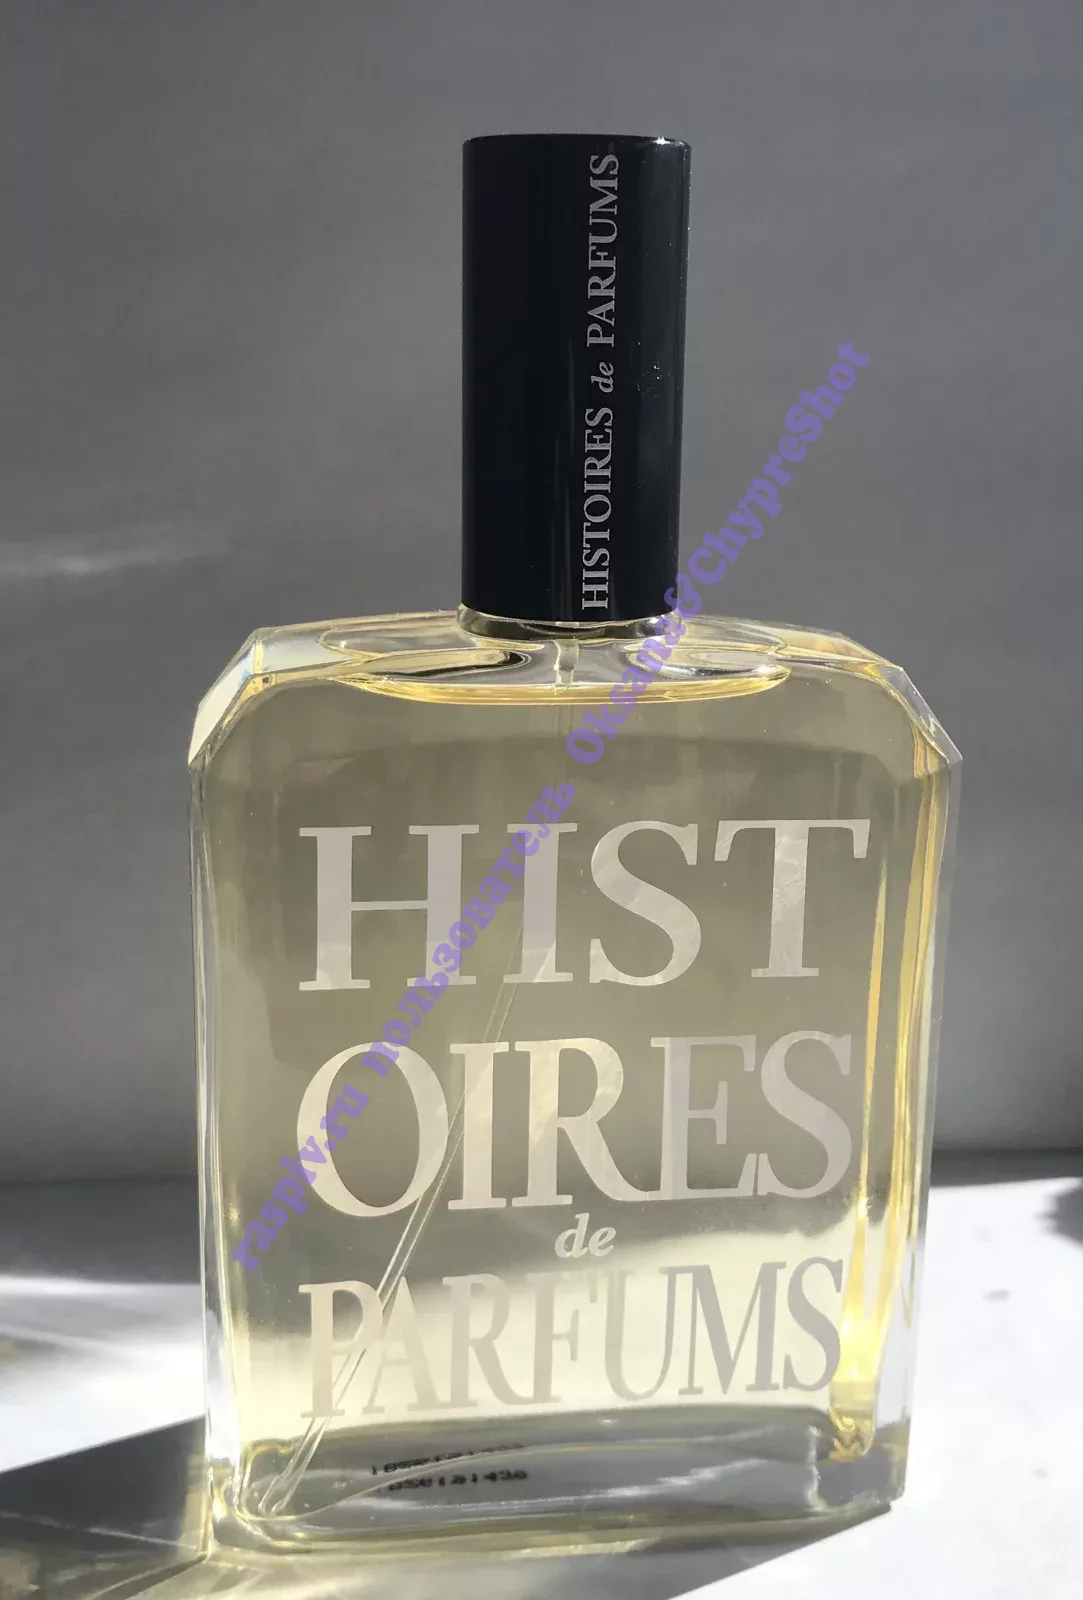 HISTOIRES de PARFUMS
HIST
OIRES
de
PARFUMS
raspiv.ru пользователь Oksana&ChypreShot